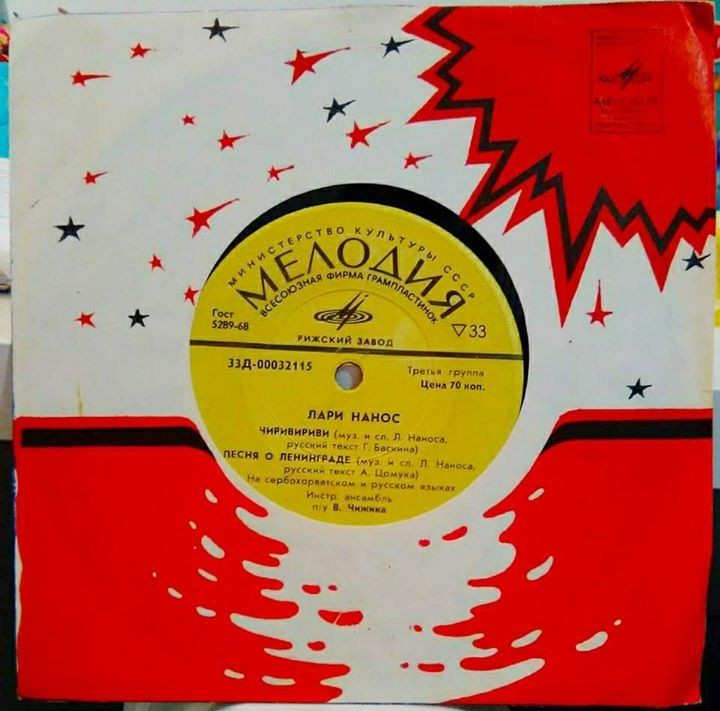 МЕЛОДИЯ
МИНИСТЕРСТВО КУЛЬТУРЫ СССР
МЕЛОДИЯ
ВСЕСОЮЗНАЯ ФИРМА ГРАМПЛАСТИНОК
Гост
5289-68
▽33
РИЖСКИЙ ЗАВОД
33Д-00032115
Третья группа
Цена 70 коп.
ЛАРИ НАНОС
ЧИРИВИРИВИ (муз. и сл. Л. Наноса,
русский текст Г. Баскина)
ПЕСНЯ О ЛЕНИНГРАДЕ (муз. и сл. Л. Наноса,
русский текст А. Цомука)
На сербохорватском и русском языках
Инстр. ансамбль
п/у В. Чижика